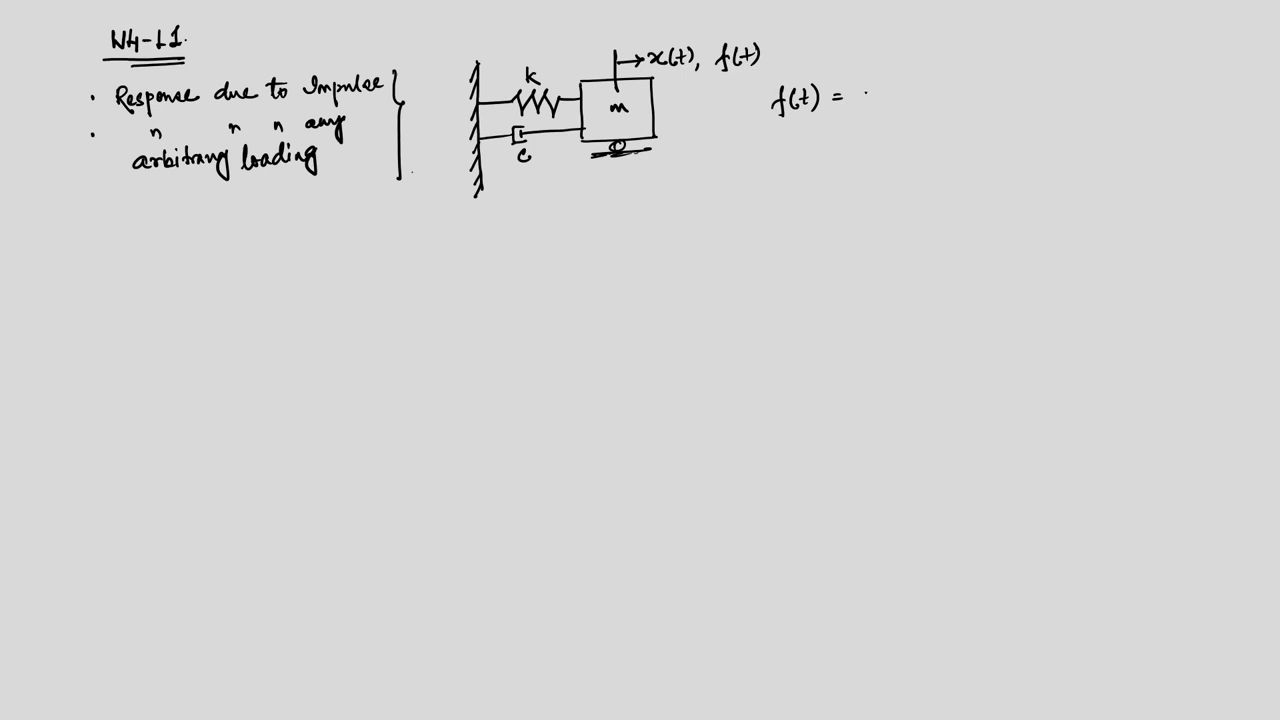 W4-L1.
· Response due to Impulse
· " " " any
arbitrary loading
k
c
m
x(t), f(t)
f(t) =